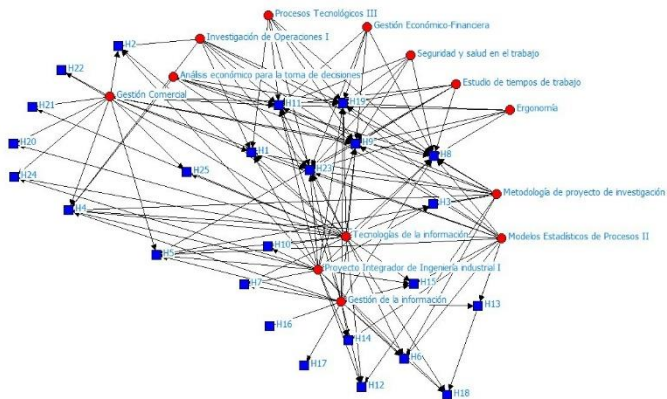 Procesos Tecnológicos III
Gestión Económico-Financiera
Investigación de Operaciones I
H2
Seguridad y salud en el trabajo
H22
Análisis económico para la toma de decisiones
Estudio de tiempos de trabajo
Gestión Comercial
H21
H11
H19
Ergonomía
H20
H9
H1
H8
H23
H24
H25
Metodología de proyecto de investigación
H3
H4
Tecnologías de la información
Modelos Estadísticos de Procesos II
H10
H5
Proyecto Integrador de Ingeniería industrial I
H7
H15
Gestión de la información
H13
H16
H14
H6
H17
H12
H18